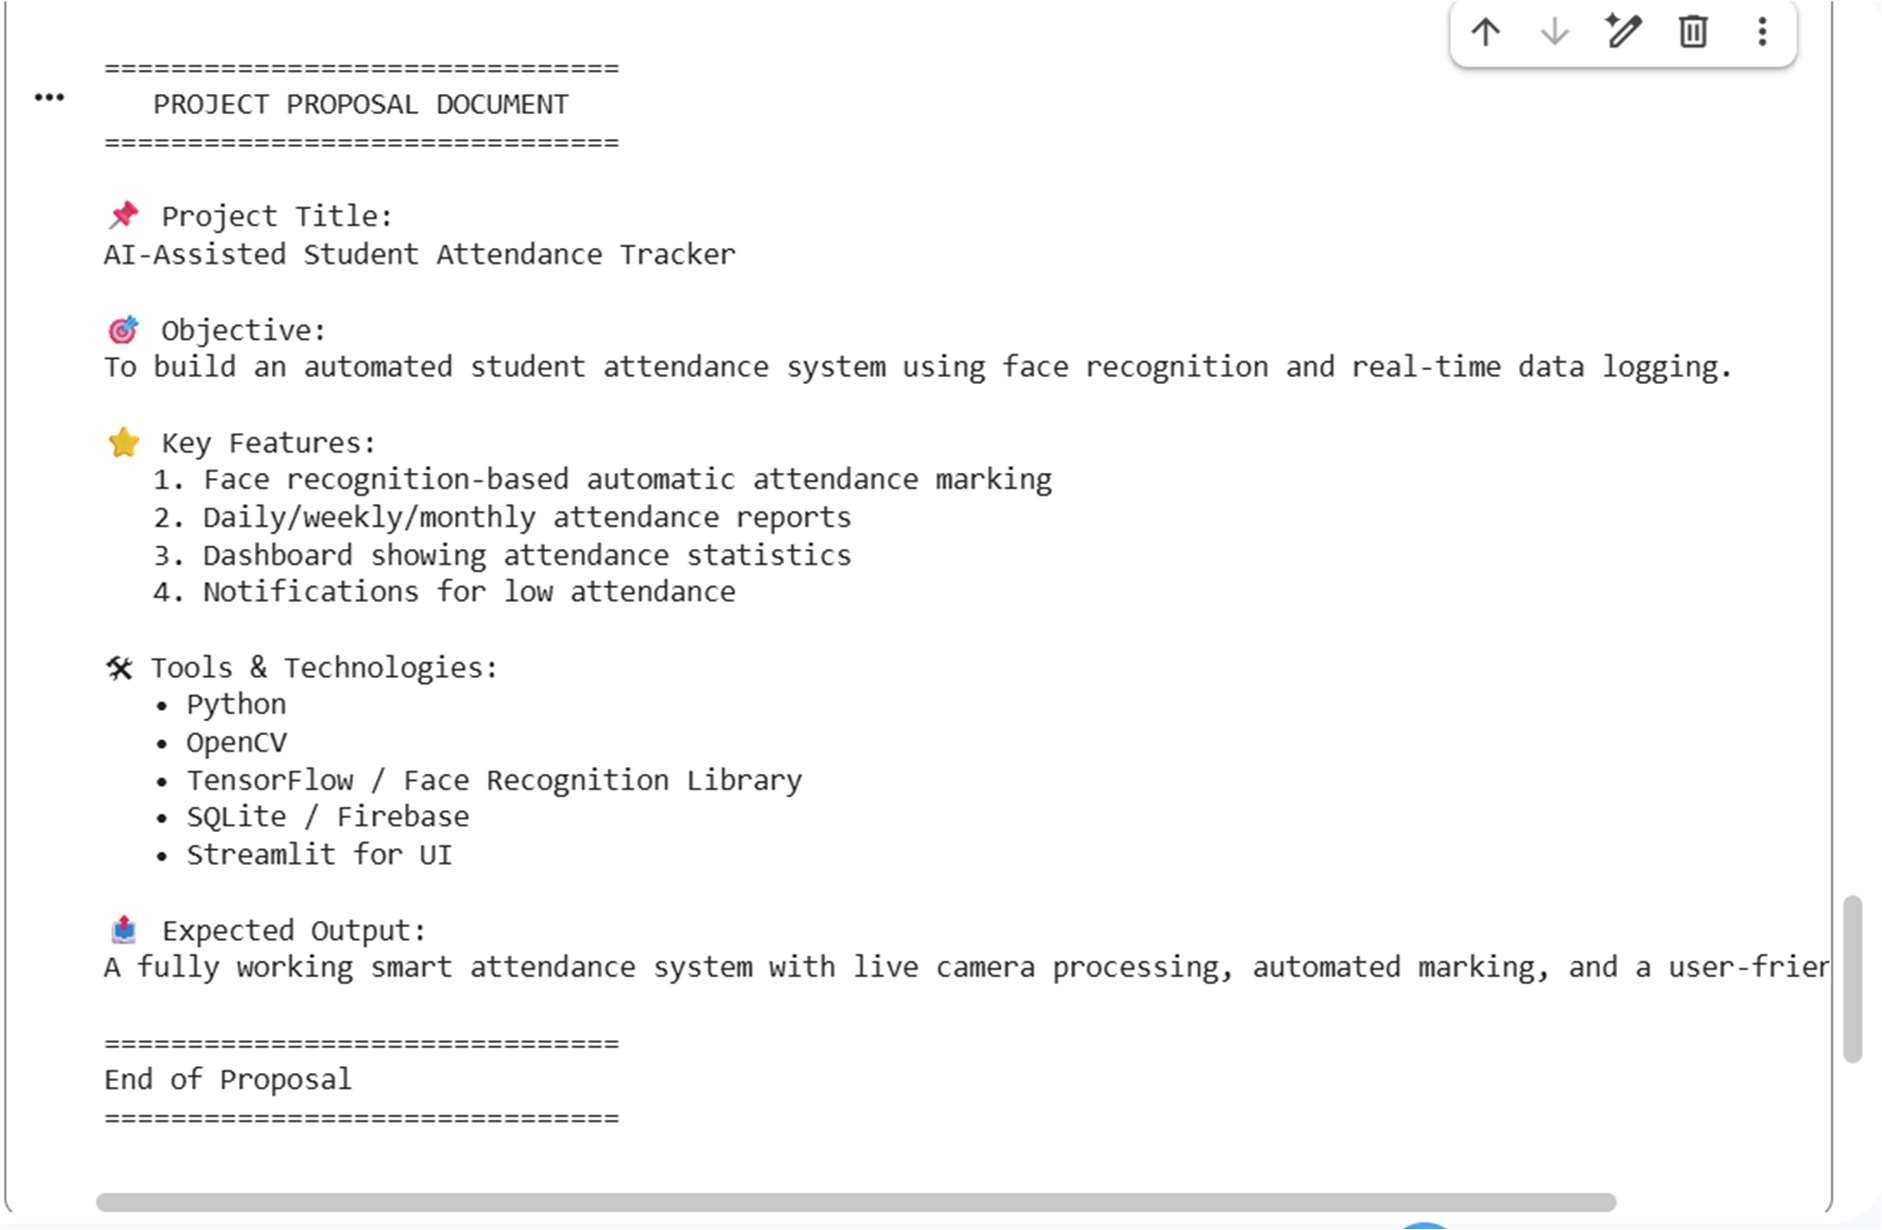 ===============================
PROJECT PROPOSAL DOCUMENT
===============================
📌 Project Title:
AI-Assisted Student Attendance Tracker
🎯 Objective:
To build an automated student attendance system using face recognition and real-time data logging.
⭐ Key Features:
1. Face recognition-based automatic attendance marking
2. Daily/weekly/monthly attendance reports
3. Dashboard showing attendance statistics
4. Notifications for low attendance
🛠 Tools & Technologies:
• Python
• OpenCV
• TensorFlow / Face Recognition Library
• SQLite / Firebase
• Streamlit for UI
📤 Expected Output:
A fully working smart attendance system with live camera processing, automated marking, and a user-frier
===============================
End of Proposal
===============================